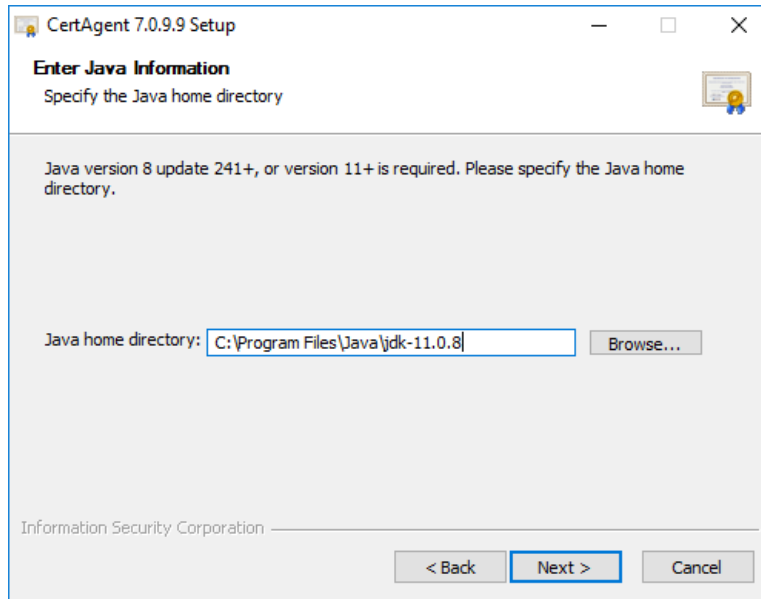 CertAgent 7.0.9.9 Setup
Enter Java Information
Specify the Java home directory
Java version 8 update 241+, or version 11+ is required. Please specify the Java home
directory.
Java home directory: C:\Program Files\Java\jdk-11.0.8 Browse...
Information Security Corporation
< Back Next > Cancel